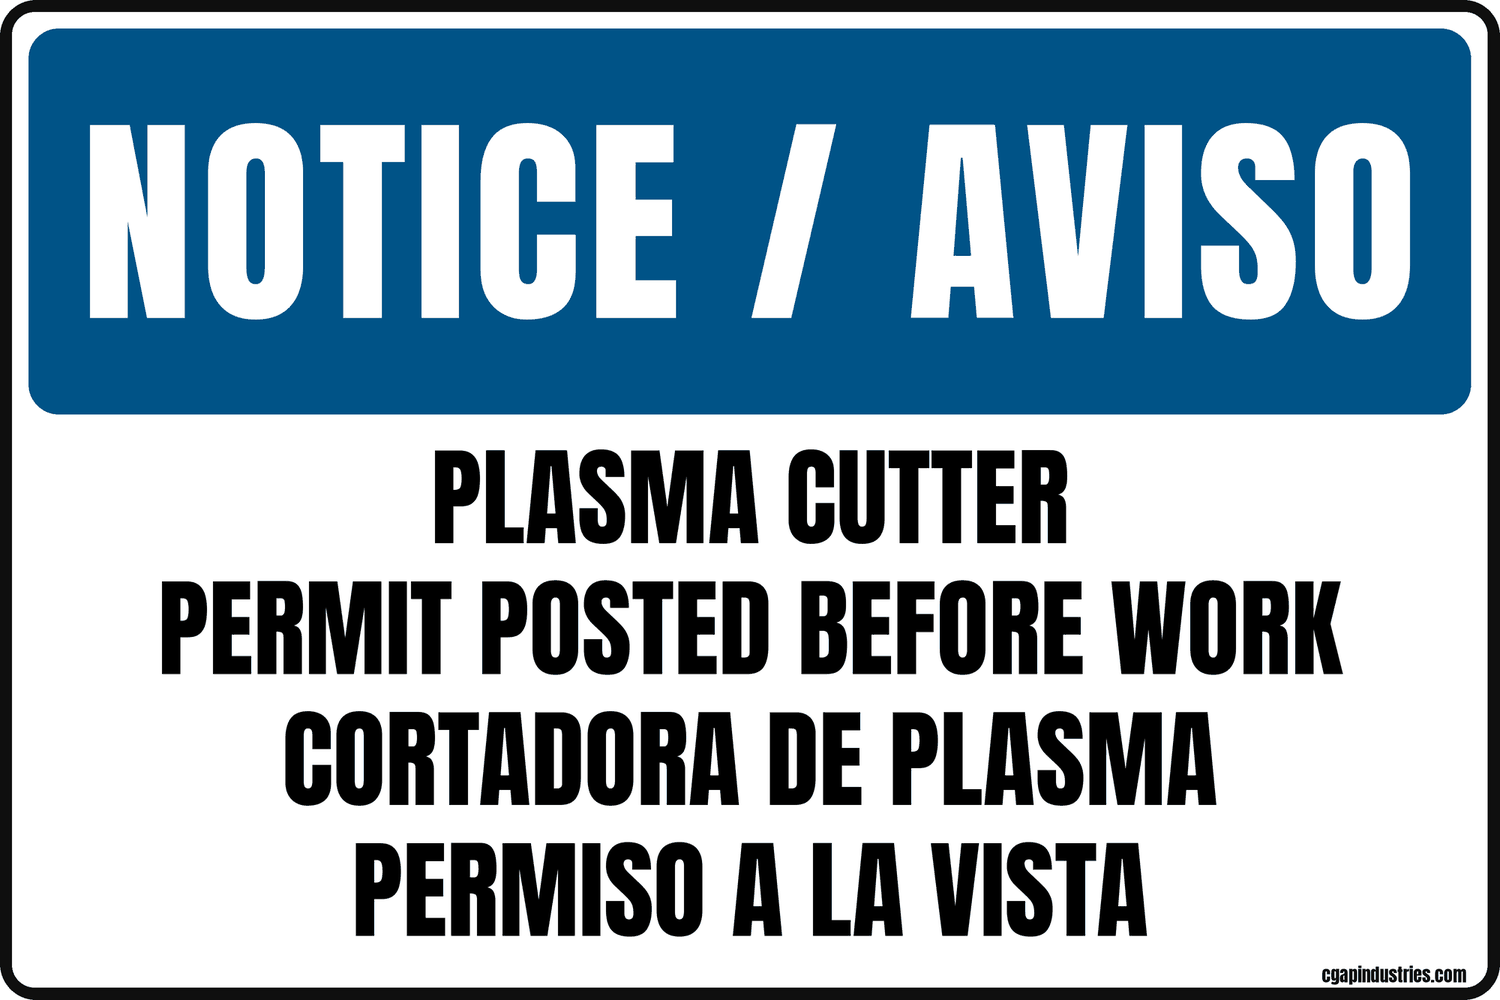 NOTICE / AVISO
PLASMA CUTTER
PERMIT POSTED BEFORE WORK
CORTADORA DE PLASMA
PERMISO A LA VISTA
cgapindustries.com